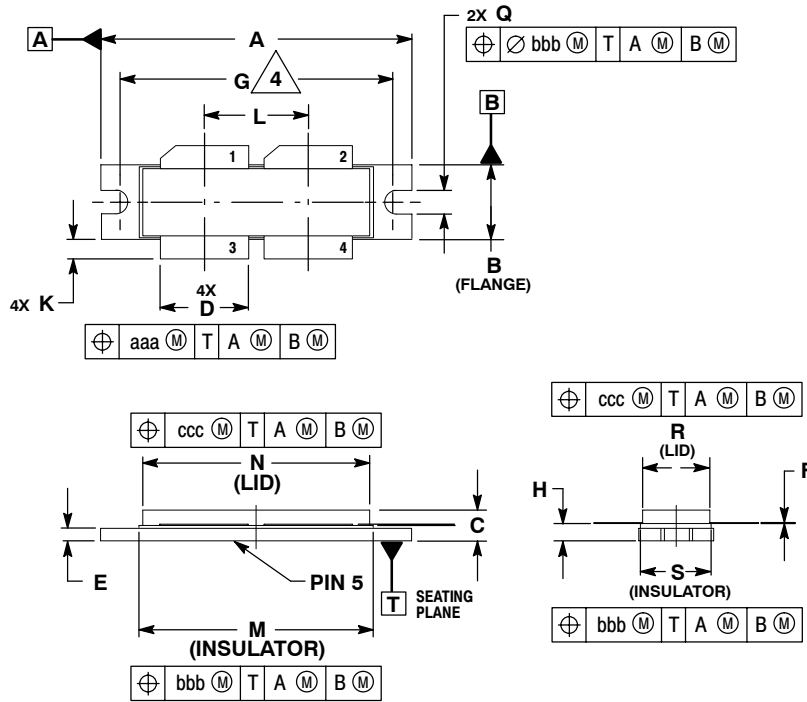 A
A
2X Q
⌖ ∅ bbb Ⓜ T A Ⓜ B Ⓜ
G 4
L
B
1 2
3 4
B
(FLANGE)
4X K
4X
D
⌖ aaa Ⓜ T A Ⓜ B Ⓜ
⌖ ccc Ⓜ T A Ⓜ B Ⓜ
N
(LID)
C
E
PIN 5
T SEATING
PLANE
M
(INSULATOR)
⌖ bbb Ⓜ T A Ⓜ B Ⓜ
⌖ ccc Ⓜ T A Ⓜ B Ⓜ
R
(LID)
H
S
(INSULATOR)
⌖ bbb Ⓜ T A Ⓜ B Ⓜ